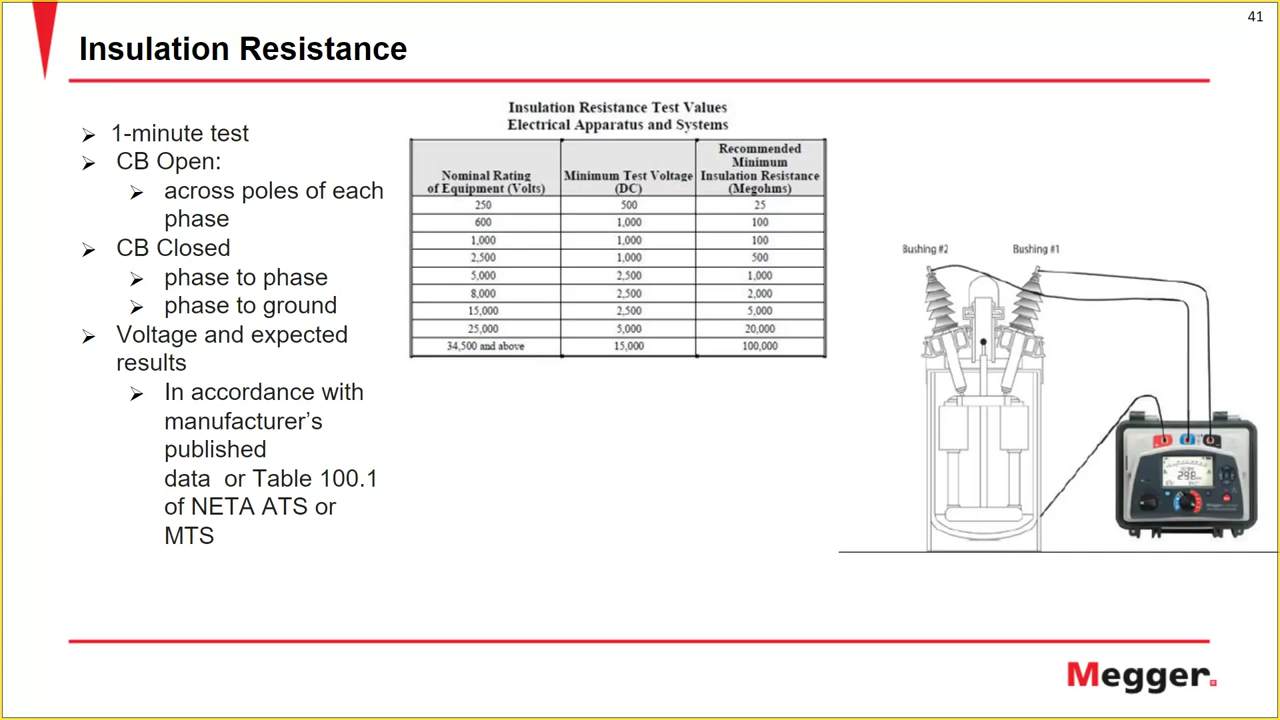 41
Insulation Resistance
➢ 1-minute test
➢ CB Open:
➢ across poles of each
phase
➢ CB Closed
➢ phase to phase
➢ phase to ground
➢ Voltage and expected
results
➢ In accordance with
manufacturer’s
published
data or Table 100.1
of NETA ATS or
MTS
Insulation Resistance Test Values
Electrical Apparatus and Systems
Nominal Rating of Equipment (Volts) Minimum Test Voltage (DC) Recommended Minimum Insulation Resistance (Megohms)
250 500 25
600 1,000 100
1,000 1,000 100
2,500 1,000 500
5,000 2,500 1,000
8,000 2,500 2,000
15,000 2,500 5,000
25,000 5,000 20,000
34,500 and above 15,000 100,000
Bushing #2 Bushing #1
Megger
Megger.